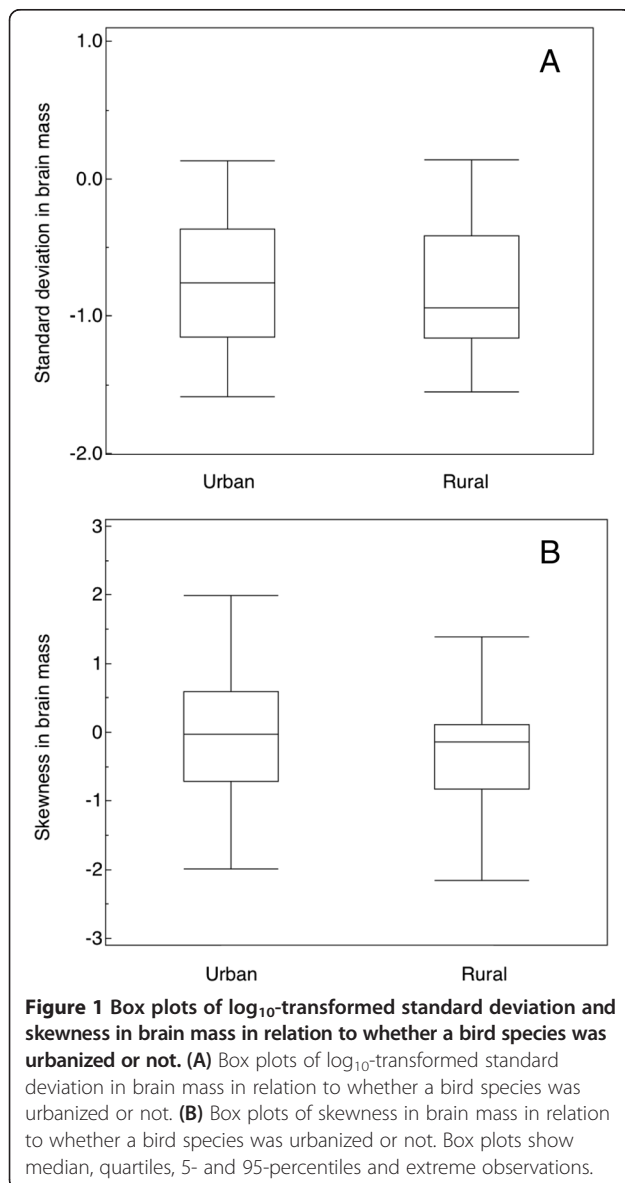 A
1.0
0.0
-1.0
-2.0
Standard deviation in brain mass
Urban Rural
B
3
2
1
0
-1
-2
-3
Skewness in brain mass
Urban Rural
Figure 1 Box plots of log10-transformed standard deviation and
skewness in brain mass in relation to whether a bird species was
urbanized or not. (A) Box plots of log10-transformed standard
deviation in brain mass in relation to whether a bird species was
urbanized or not. (B) Box plots of skewness in brain mass in relation
to whether a bird species was urbanized or not. Box plots show
median, quartiles, 5- and 95-percentiles and extreme observations.